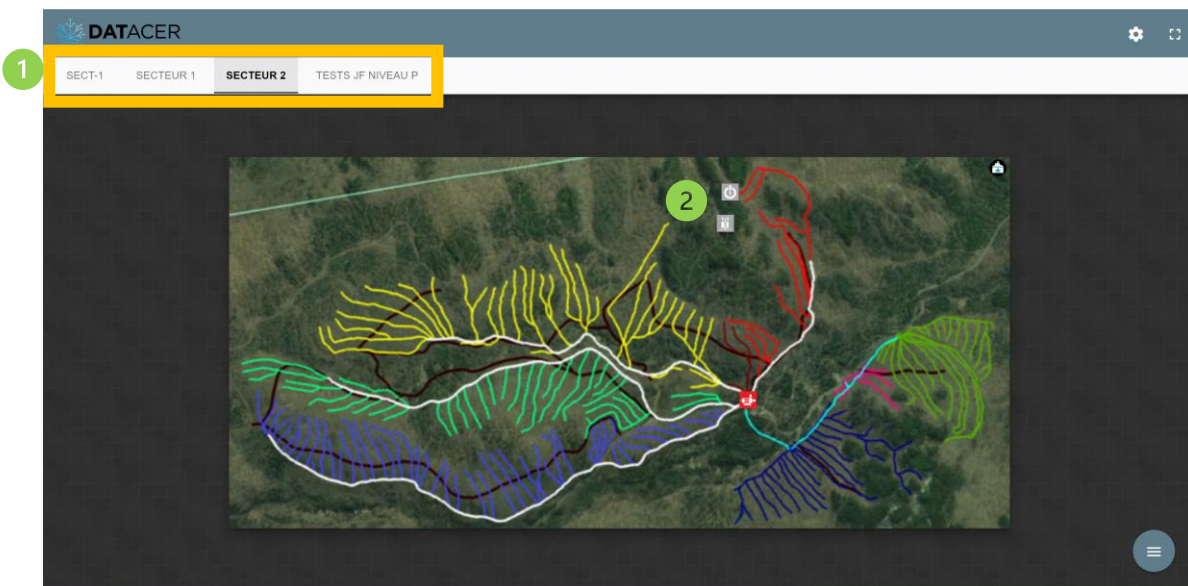 DATACER
1
SECT-1 SECTEUR 1 SECTEUR 2 TESTS JF NIVEAU P
2